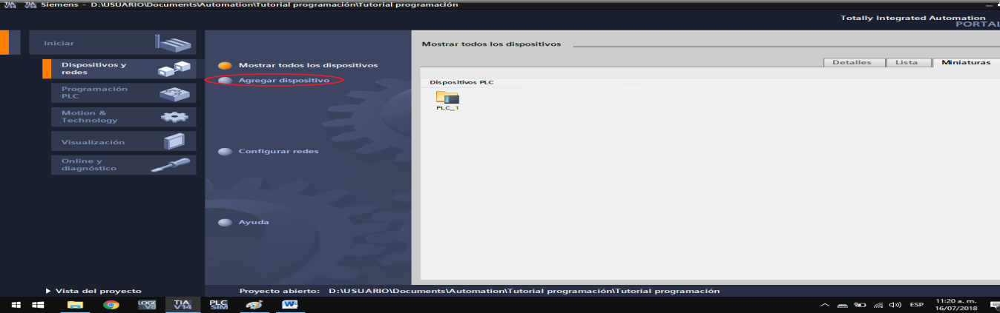 TIA V14 TIA V14 Siemens - D:\USUARIO\Documents\Automation\Tutorial programación\Tutorial programación
Totally Integrated Automation
PORTAL
Iniciar
Dispositivos y
redes
Programación
PLC
Motion &
Technology
Visualización
Online y
diagnóstico
Mostrar todos los dispositivos
Agregar dispositivo
Configurar redes
Ayuda
Mostrar todos los dispositivos
Detalles
Lista
Miniaturas
Dispositivos PLC
PLC_1
Vista del proyecto
Proyecto abierto: D:\USUARIO\Documents\Automation\Tutorial programación\Tutorial programación
TIA
V14
PLC
SIM
W
ESP
11:20 a. m.
16/07/2018